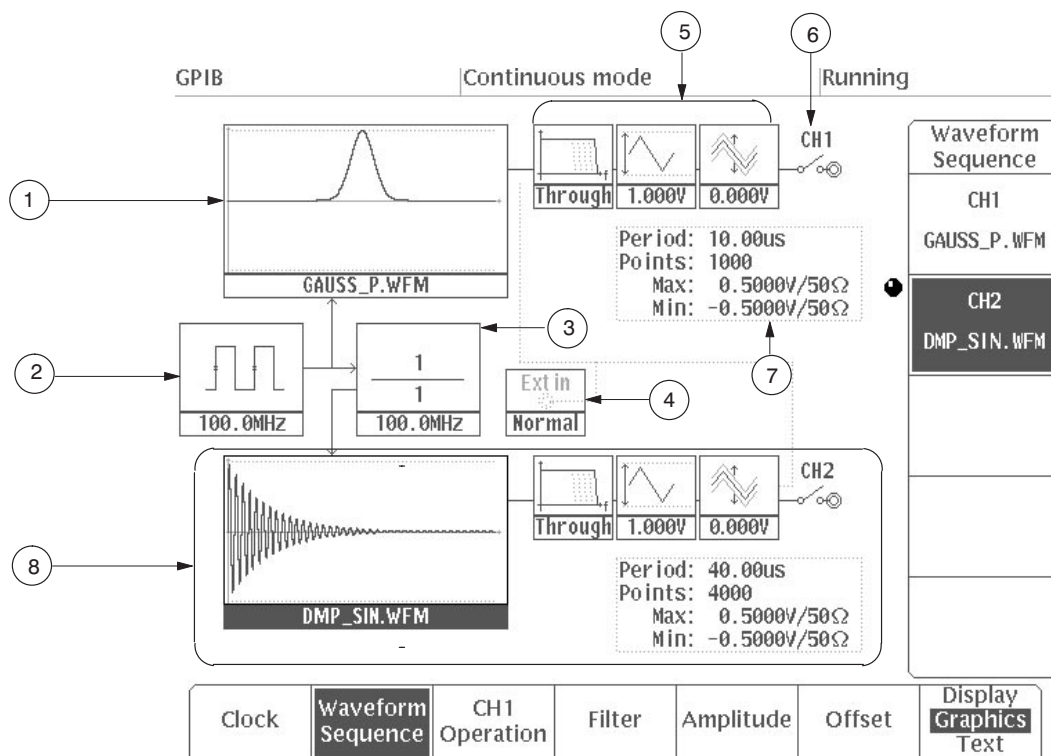 5
6
GPIB
Continuous mode
Running
1
GAUSS_P.WFM
f
Through
1.000V
0.000V
CH1
Period: 10.00us
Points: 1000
Max: 0.5000V/50Ω
Min: -0.5000V/50Ω
Waveform
Sequence
CH1
GAUSS_P.WFM
CH2
DMP_SIN.WFM
2
100.0MHz
3
1
1
100.0MHz
Ext in
Normal
4
7
8
DMP_SIN.WFM
f
Through
1.000V
0.000V
CH2
Period: 40.00us
Points: 4000
Max: 0.5000V/50Ω
Min: -0.5000V/50Ω
Clock
Waveform
Sequence
CH1
Operation
Filter
Amplitude
Offset
Display
Graphics
Text